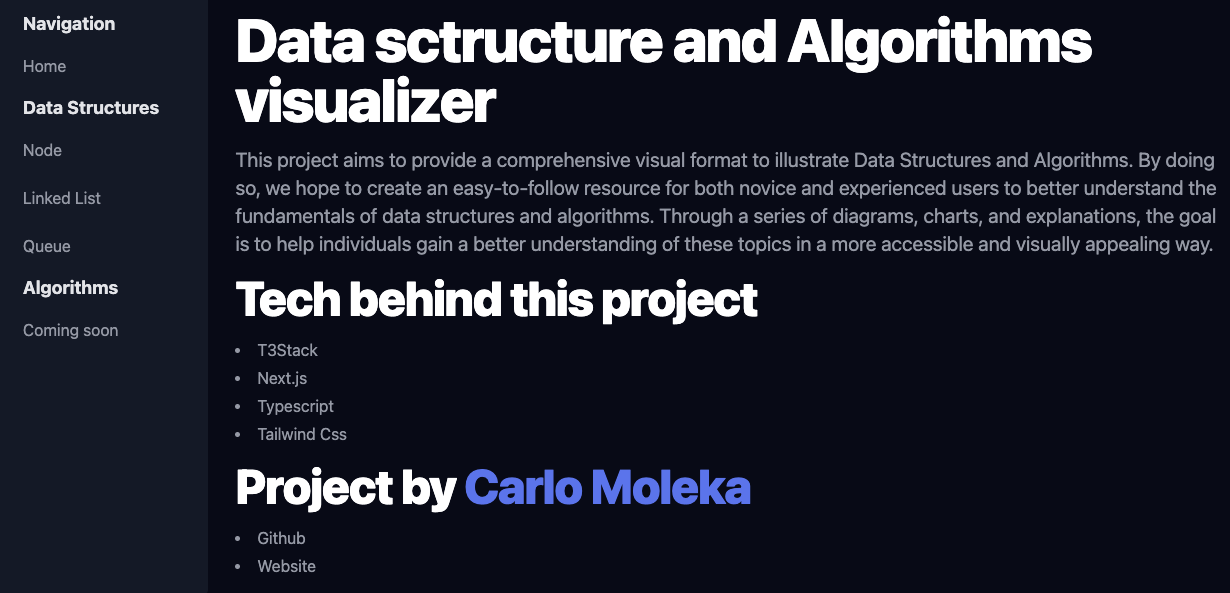 Navigation
Home
Data Structures
Node
Linked List
Queue
Algorithms
Coming soon
Data sctructure and Algorithms
visualizer
This project aims to provide a comprehensive visual format to illustrate Data Structures and Algorithms. By doing
so, we hope to create an easy-to-follow resource for both novice and experienced users to better understand the
fundamentals of data structures and algorithms. Through a series of diagrams, charts, and explanations, the goal
is to help individuals gain a better understanding of these topics in a more accessible and visually appealing way.
Tech behind this project
• T3Stack
• Next.js
• Typescript
• Tailwind Css
Project by Carlo Moleka
• Github
• Website